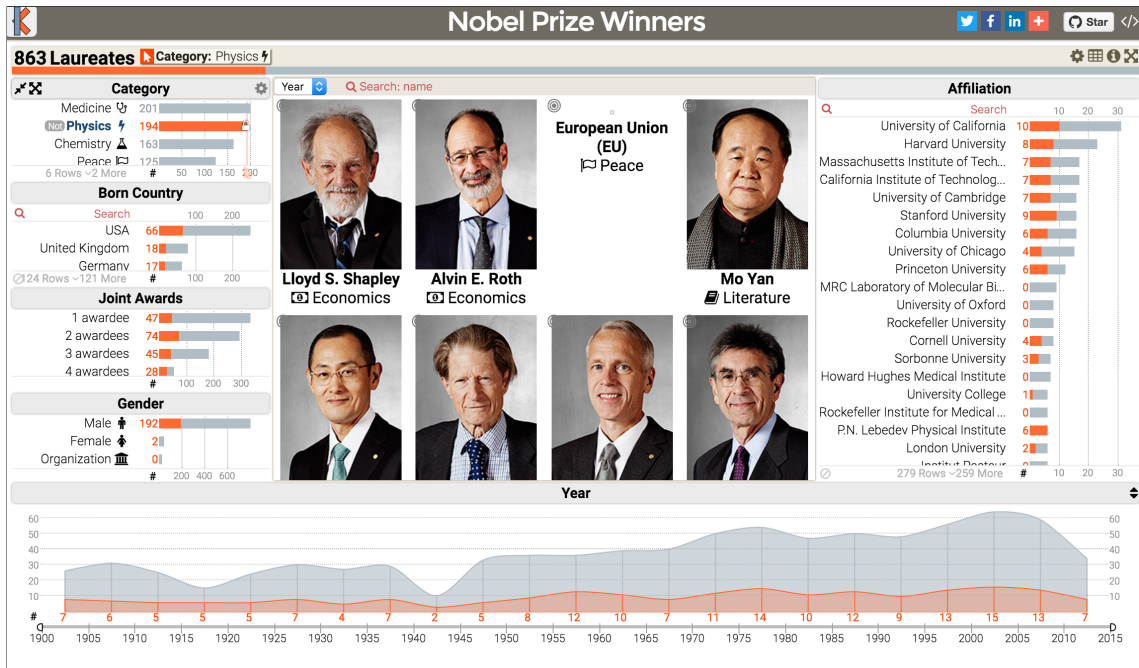 Nobel Prize Winners
Star
</>
863 Laureates Category: Physics
Category
Medicine 201
Not Physics 194
Chemistry 163
Peace 125
6 Rows 2 More # 50 100 150 200
Born Country
Search 100 200
USA 66
United Kingdom 18
Germany 17
124 Rows 121 More # 100 200
Joint Awards
1 awardee 47
2 awardees 74
3 awardees 45
4 awardees 28
# 100 200 300
Gender
Male 192
Female 2
Organization 0
# 200 400 600
Year Search: name
Lloyd S. Shapley
Economics
Alvin E. Roth
Economics
European Union
(EU)
Peace
Mo Yan
Literature
Affiliation
Search 10 20 30
University of California 10
Harvard University 8
Massachusetts Institute of Tech... 7
California Institute of Technolog... 7
University of Cambridge 7
Stanford University 9
Columbia University 6
University of Chicago 4
Princeton University 6
MRC Laboratory of Molecular Bi... 0
University of Oxford 0
Rockefeller University 0
Cornell University 4
Sorbonne University 3
Howard Hughes Medical Institute 0
University College 1
Rockefeller Institute for Medical ... 0
P.N. Lebedev Physical Institute 6
London University 2
Institut Pasteur 0
279 Rows 259 More # 10 20 30
Year
60 60
50 50
40 40
30 30
20 20
10 10
# 7 6 5 5 5 7 4 7 2 5 8 12 10 7 11 14 10 12 9 13 15 13 7
1900 1905 1910 1915 1920 1925 1930 1935 1940 1945 1950 1955 1960 1965 1970 1975 1980 1985 1990 1995 2000 2005 2010 2015